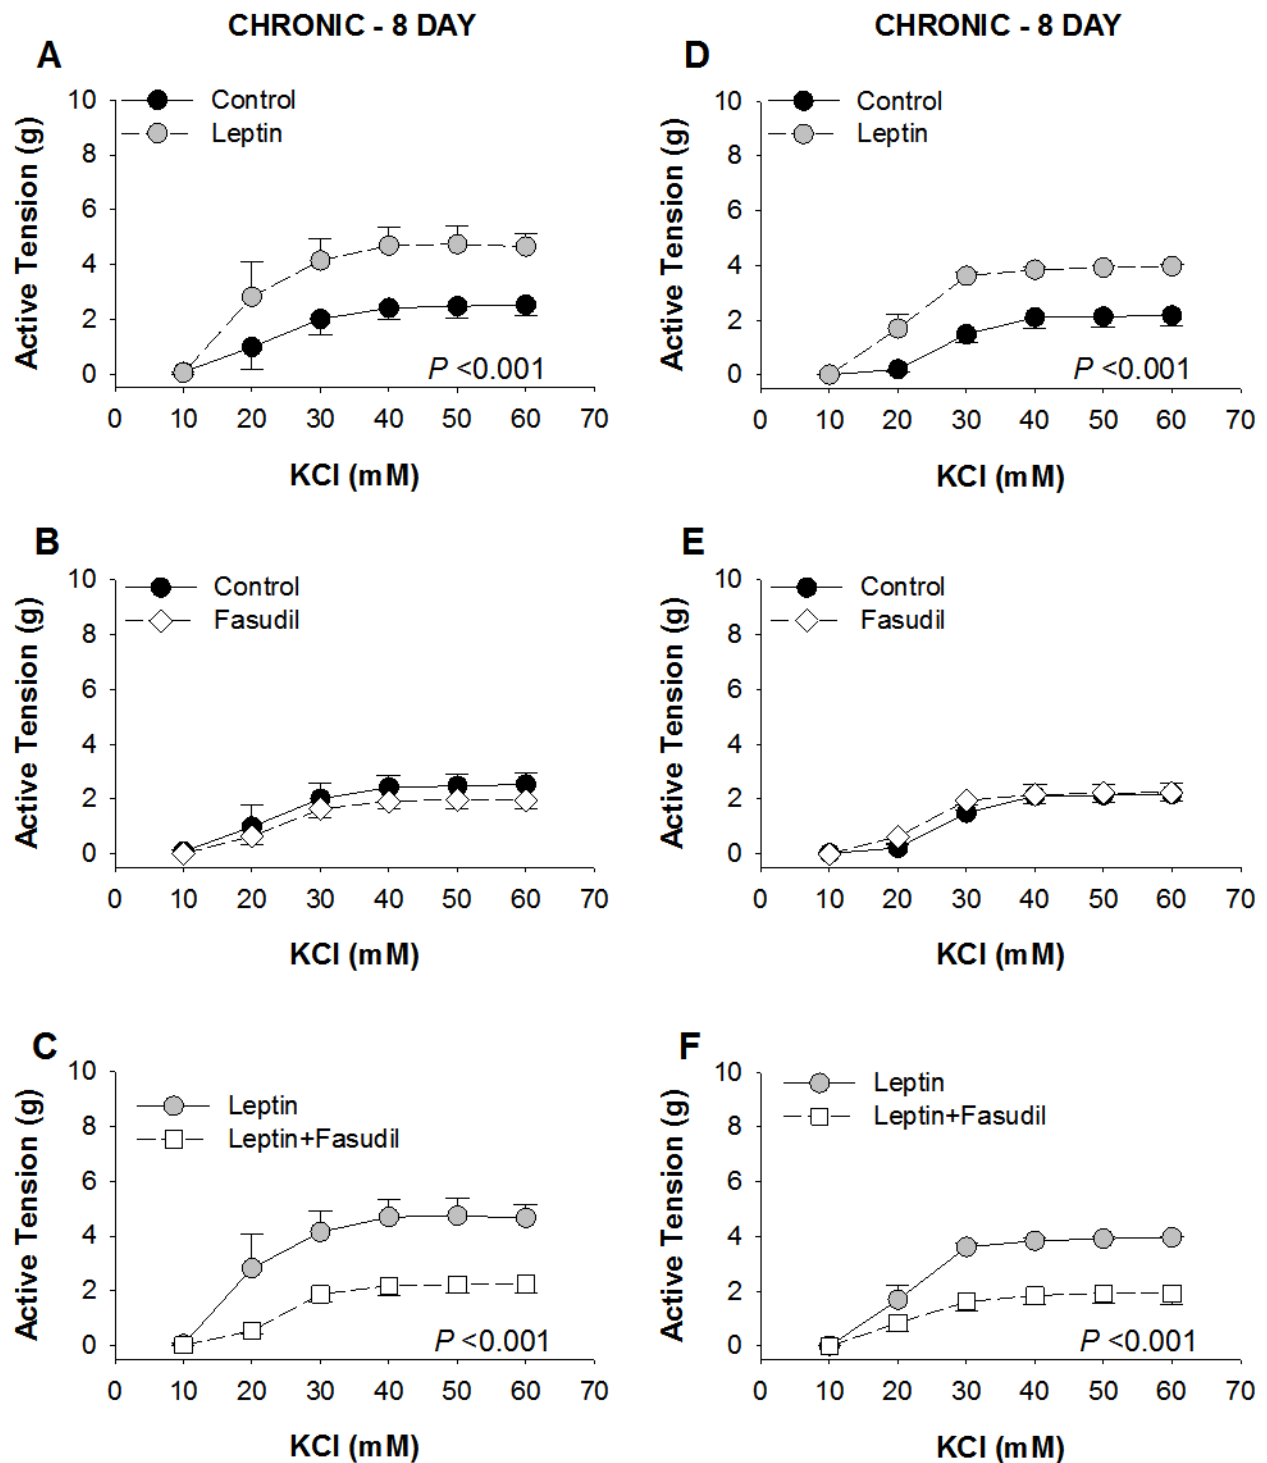 CHRONIC - 8 DAY
A
Control
Leptin
10
8
6
4
2
0
Active Tension (g)
P <0.001
0 10 20 30 40 50 60 70
KCl (mM)
B
Control
Fasudil
10
8
6
4
2
0
Active Tension (g)
0 10 20 30 40 50 60 70
KCl (mM)
C
Leptin
Leptin+Fasudil
10
8
6
4
2
0
Active Tension (g)
P <0.001
0 10 20 30 40 50 60 70
KCl (mM)
CHRONIC - 8 DAY
D
Control
Leptin
10
8
6
4
2
0
Active Tension (g)
P <0.001
0 10 20 30 40 50 60 70
KCl (mM)
E
Control
Fasudil
10
8
6
4
2
0
Active Tension (g)
0 10 20 30 40 50 60 70
KCl (mM)
F
Leptin
Leptin+Fasudil
10
8
6
4
2
0
Active Tension (g)
P <0.001
0 10 20 30 40 50 60 70
KCl (mM)